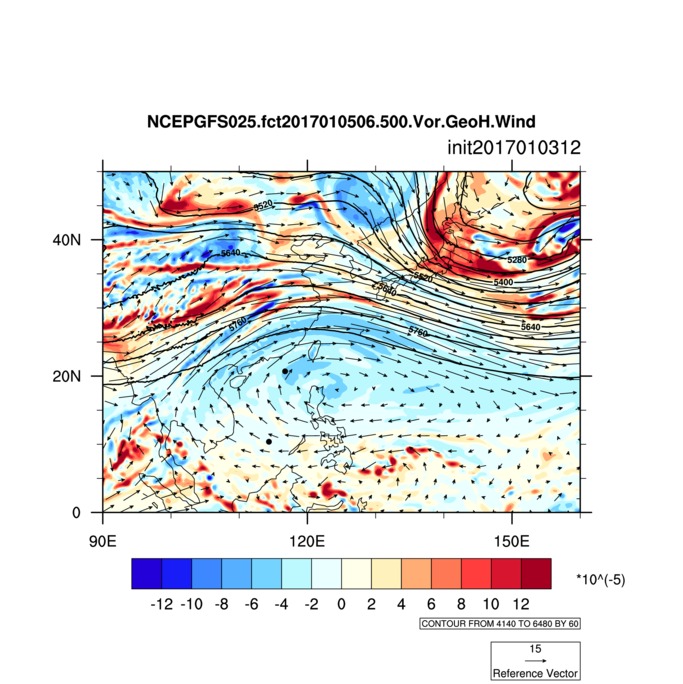 NCEPGFS025.fct2017010506.500.Vor.GeoH.Wind
init2017010312
5520
5640
5280
5400
5520
5640
5760
5760
5640
40N
20N
0
90E 120E 150E
-12 -10 -8 -6 -4 -2 0 2 4 6 8 10 12
*10^(-5)
CONTOUR FROM 4140 TO 6480 BY 60
15
Reference Vector